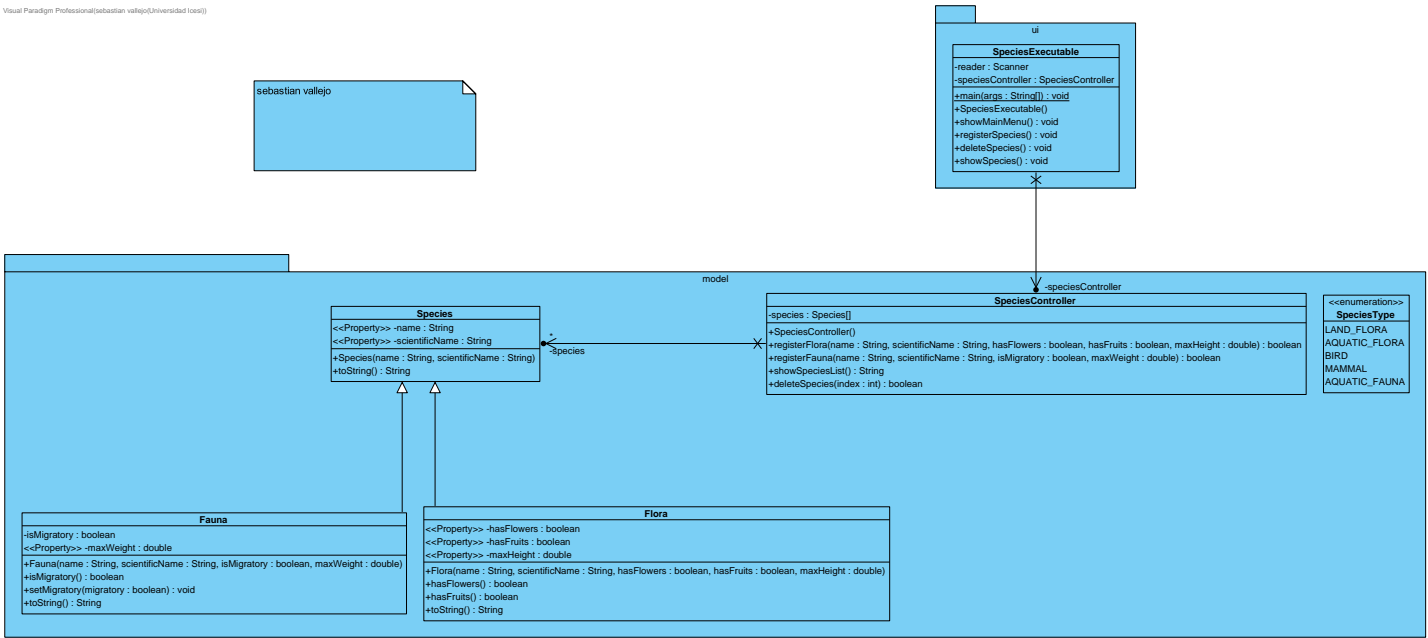 Visual Paradigm Professional(sebastian vallejo(Universidad Icesi))
sebastian vallejo
ui
SpeciesExecutable
-reader : Scanner
-speciesController : SpeciesController
+main(args : String[]) : void
+SpeciesExecutable()
+showMainMenu() : void
+registerSpecies() : void
+deleteSpecies() : void
+showSpecies() : void
model
-speciesController
Species
<<Property>> -name : String
<<Property>> -scientificName : String
+Species(name : String, scientificName : String)
+toString() : String
*
-species
SpeciesController
-species : Species[]
+SpeciesController()
+registerFlora(name : String, scientificName : String, hasFlowers : boolean, hasFruits : boolean, maxHeight : double) : boolean
+registerFauna(name : String, scientificName : String, isMigratory : boolean, maxWeight : double) : boolean
+showSpeciesList() : String
+deleteSpecies(index : int) : boolean
<<enumeration>>
SpeciesType
LAND_FLORA
AQUATIC_FLORA
BIRD
MAMMAL
AQUATIC_FAUNA
Fauna
-isMigratory : boolean
<<Property>> -maxWeight : double
+Fauna(name : String, scientificName : String, isMigratory : boolean, maxWeight : double)
+isMigratory() : boolean
+setMigratory(migratory : boolean) : void
+toString() : String
Flora
<<Property>> -hasFlowers : boolean
<<Property>> -hasFruits : boolean
<<Property>> -maxHeight : double
+Flora(name : String, scientificName : String, hasFlowers : boolean, hasFruits : boolean, maxHeight : double)
+hasFlowers() : boolean
+hasFruits() : boolean
+toString() : String